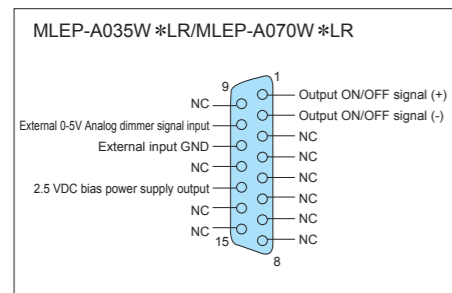 MLEP-A035W＊LR/MLEP-A070W＊LR
9
1
NC
Output ON/OFF signal (+)
External 0-5V Analog dimmer signal input
Output ON/OFF signal (-)
External input GND
NC
NC
NC
2.5 VDC bias power supply output
NC
NC
NC
NC
NC
15
NC
8